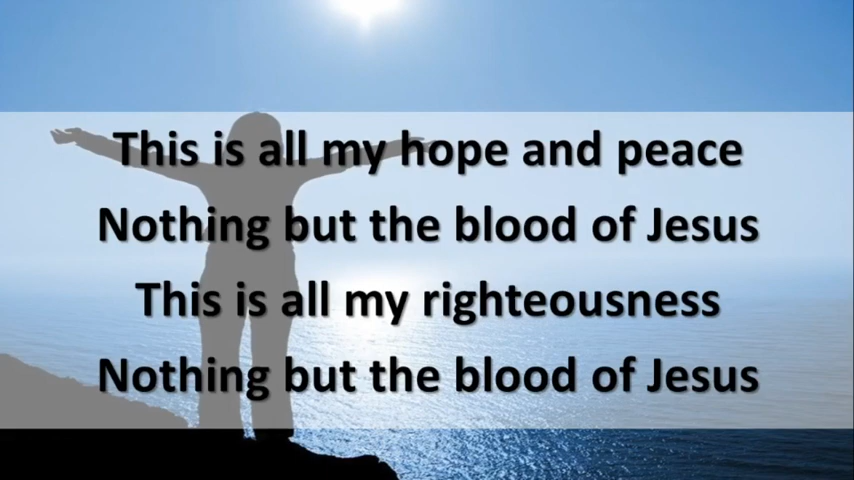 This is all my hope and peace
Nothing but the blood of Jesus
This is all my righteousness
Nothing but the blood of Jesus